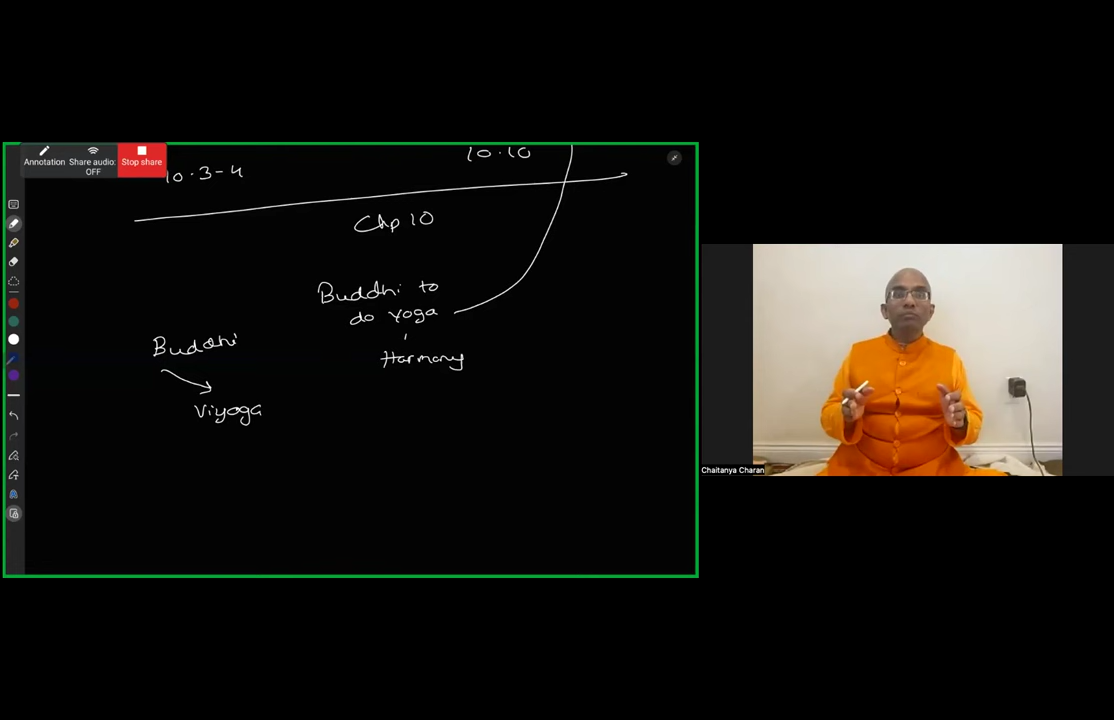 Annotation
Share audio:
OFF
Stop share
10.3-4
10.10
Chp 10
Buddhi to
do Yoga
Harmony
Buddhi
Viyoga
Chaitanya Charan